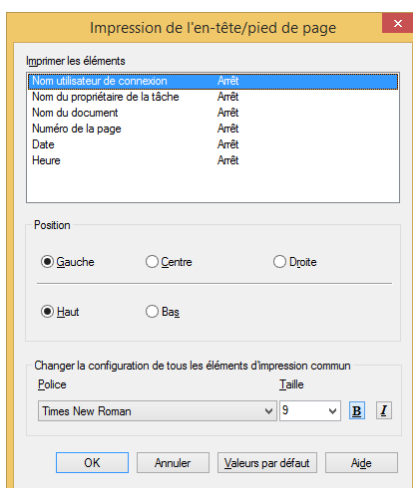 Impression de l'en-tête/pied de page
Imprimer les éléments
Nom utilisateur de connexion Arrêt
Nom du propriétaire de la tâche Arrêt
Nom du document Arrêt
Numéro de la page Arrêt
Date Arrêt
Heure Arrêt
Position
Gauche Centre Droite
Haut Bas
Changer la configuration de tous les éléments d'impression commun
Police Taille
Times New Roman 9 B I
OK Annuler Valeurs par défaut Aide